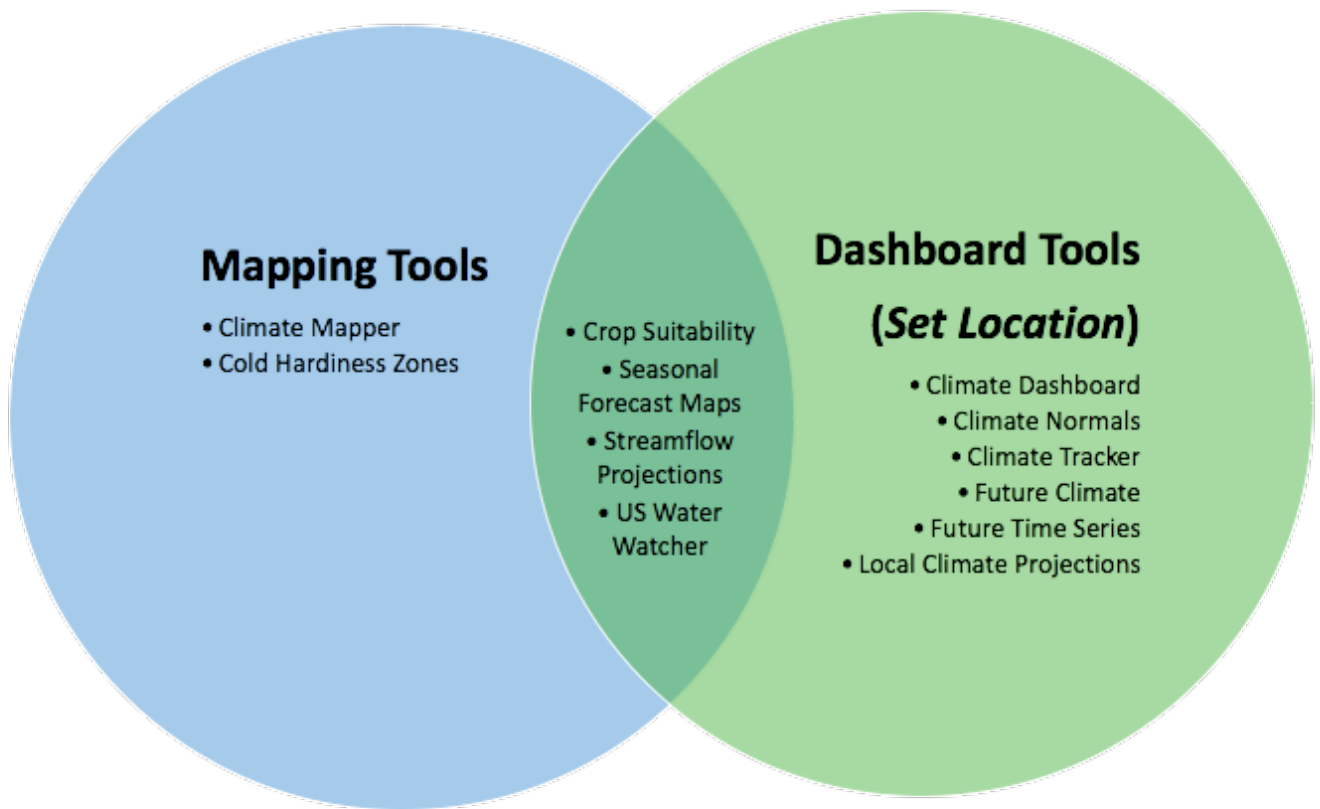 Mapping Tools
• Climate Mapper
• Cold Hardiness Zones
• Crop Suitability
• Seasonal
Forecast Maps
• Streamflow
Projections
• US Water
Watcher
Dashboard Tools
(Set Location)
• Climate Dashboard
• Climate Normals
• Climate Tracker
• Future Climate
• Future Time Series
• Local Climate Projections